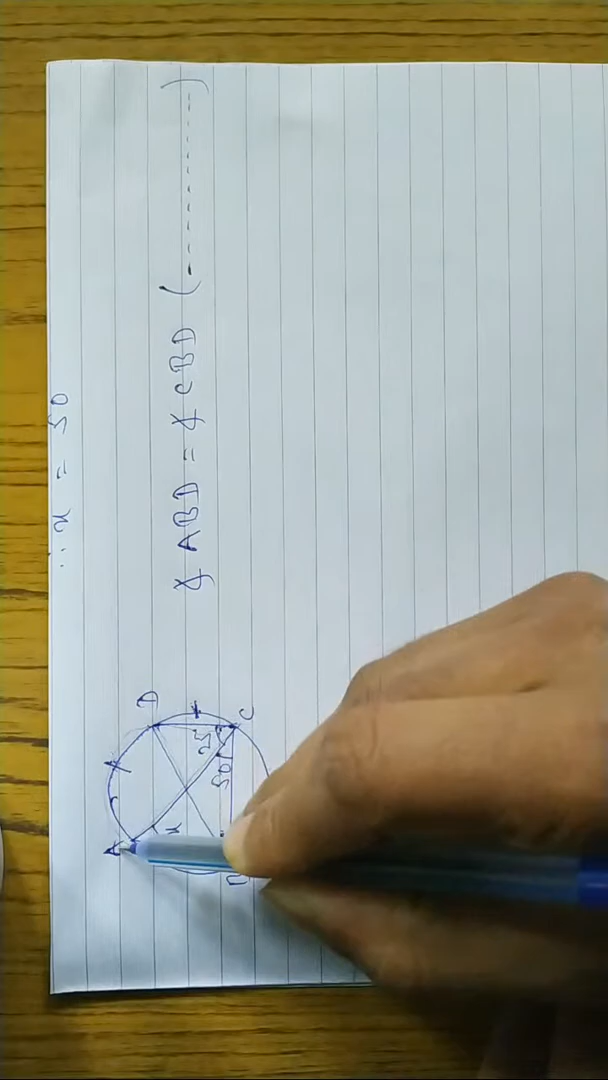 ∴ x = 50
∡ ABD = ∡ CBD (- - - - - - - - - -)
D
A
C
25
50
x